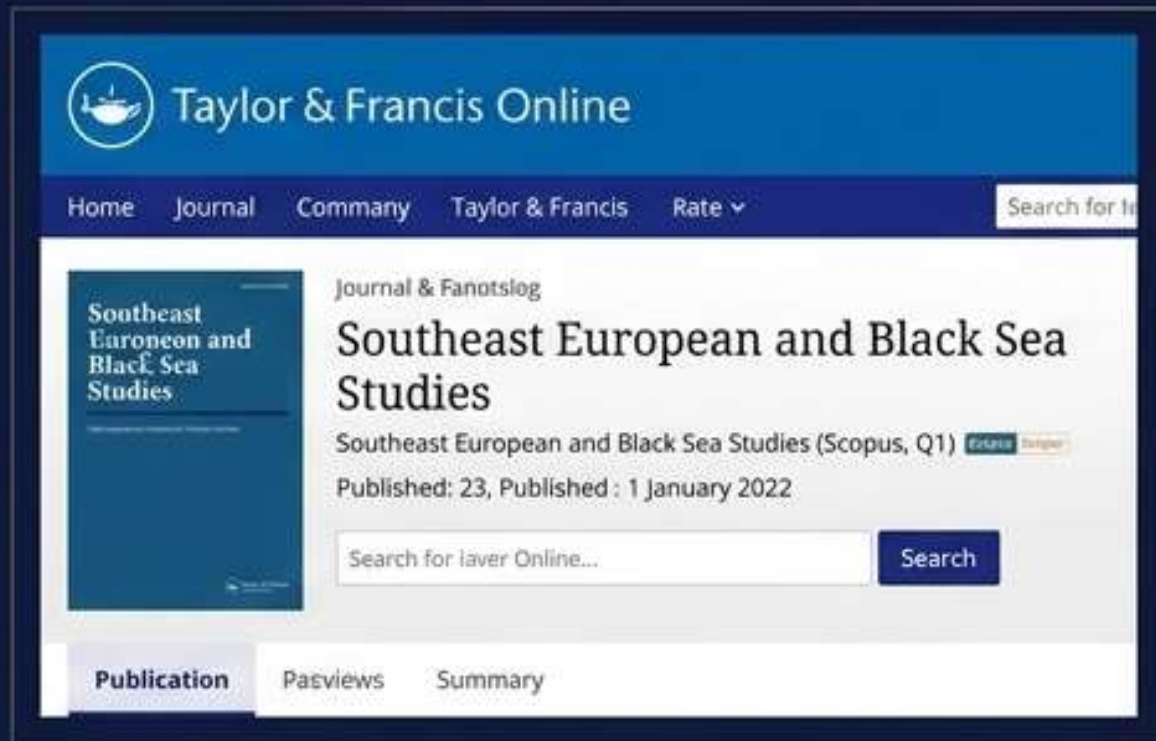 Taylor & Francis Online
Home Journal Commany Taylor & Francis Rate
Search for
Southeast
Euroneon and
Black Sea
Studies
Journal & Fanotslog
Southeast European and Black Sea
Studies
Southeast European and Black Sea Studies (Scopus, Q1)
Published: 23, Published : 1 January 2022
Search for laver Online...
Search
Publication Pasviews Summary